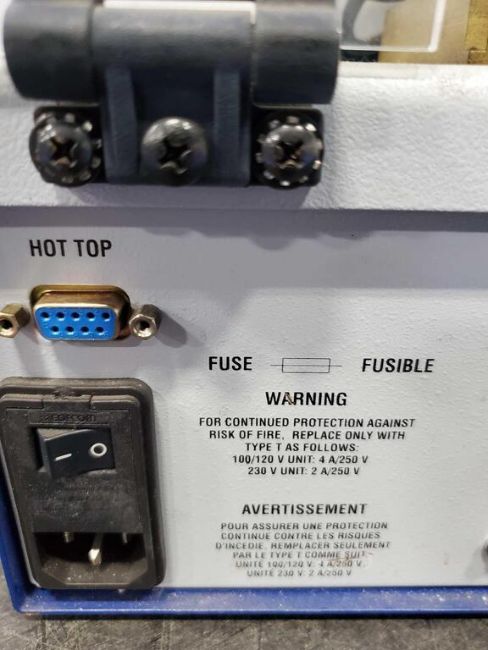 HOT TOP
FUSE FUSIBLE
WARNING
FOR CONTINUED PROTECTION AGAINST
RISK OF FIRE, REPLACE ONLY WITH
TYPE T AS FOLLOWS:
100/120 V UNIT: 4 A/250 V
230 V UNIT: 2 A/250 V
AVERTISSEMENT
POUR ASSURER UNE PROTECTION
CONTINUE CONTRE LES RISQUES
D'INCEDIE, REMPLACER SEULEMENT
PAR LE TYPE T COMME SUIT:
UNITE 100/120 V: 4 A/250 V
UNITE 230 V: 2 A/250 V